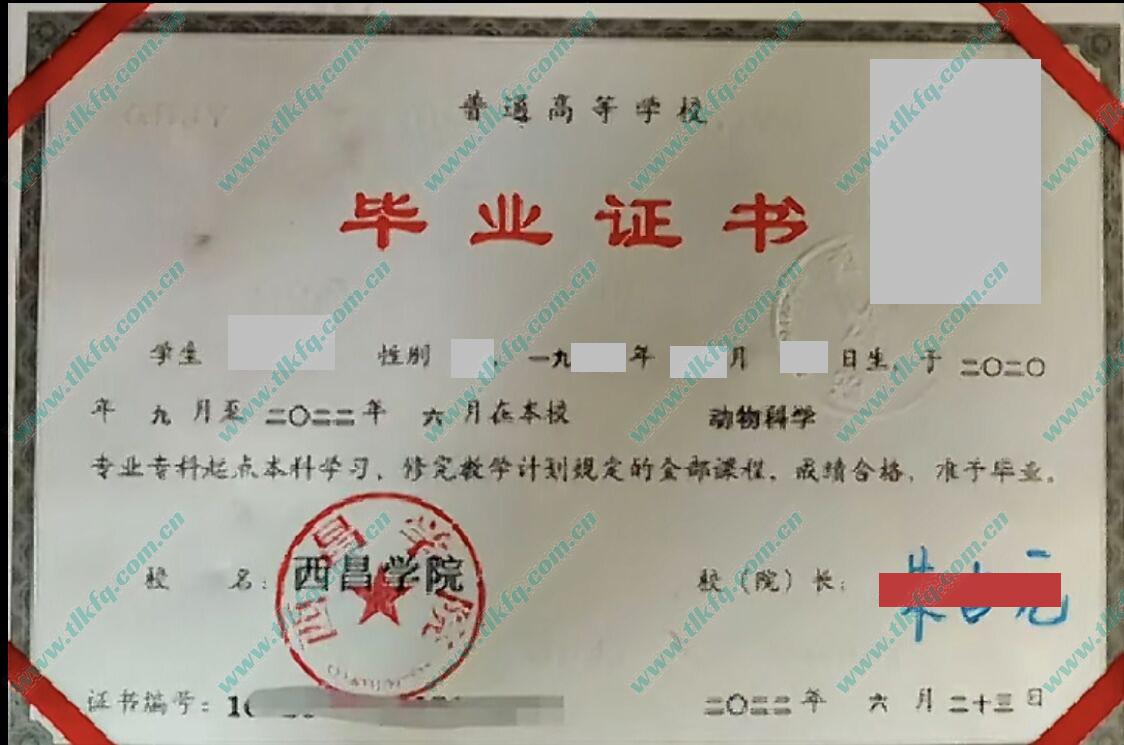 普通高等学校
毕业证书
学生 性别 ，一九 年 月 日生，于 二〇二〇
年 九 月至 二〇二二 年 六 月在本校 动物科学
专业专科起点本科学习，修完教学计划规定的全部课程，成绩合格，准予毕业。
校 名：西昌学院
西昌学院
校（院）长：
证书编号：1
二〇二二 年 六 月 二十三 日
www.tlkfq.com.cn